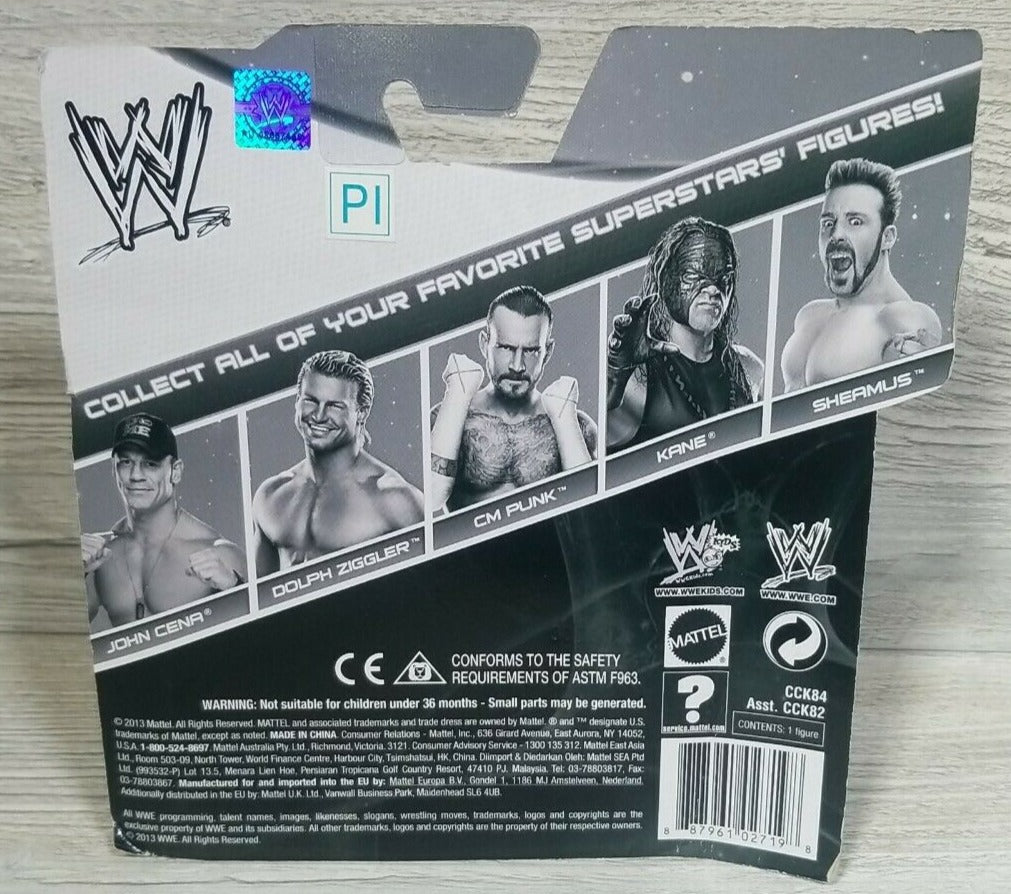 W
PI
COLLECT ALL OF YOUR FAVORITE SUPERSTARS' FIGURES!
JOHN CENA®
DOLPH ZIGGLER™
CM PUNK™
KANE®
SHEAMUS™
WWW.WWEKIDS.COM
WWW.WWE.COM
MATTEL
?
service.mattel.com
CCK84
Asst. CCK82
CONTENTS: 1 figure
CE
CONFORMS TO THE SAFETY
REQUIREMENTS OF ASTM F963.
WARNING: Not suitable for children under 36 months - Small parts may be generated.
© 2013 Mattel. All Rights Reserved. MATTEL and associated trademarks and trade dress are owned by Mattel. ® and ™ designate U.S.
trademarks of Mattel, except as noted. MADE IN CHINA. Consumer Relations - Mattel, Inc., 636 Girard Avenue, East Aurora, NY 14052,
U.S.A. 1-800-524-8697. Mattel Australia Pty. Ltd., Richmond, Victoria. 3121. Consumer Advisory Service - 1300 135 312. Mattel East Asia
Ltd., Room 503-09, North Tower, World Finance Centre, Harbour City, Tsimshatsui, HK, China. Diimport & Diedarkan Oleh: Mattel SEA Ptd
Ltd. (993532-P) Lot 13.5, Menara Lien Hoe, Persiaran Tropicana Golf Country Resort, 47410 PJ. Malaysia. Tel: 03-78803817, Fax:
03-78803867. Manufactured for and imported into the EU by: Mattel Europa B.V., Gondel 1, 1186 MJ Amstelveen, Nederland.
Additionally distributed in the EU by: Mattel U.K. Ltd., Vanwall Business Park, Maidenhead SL6 4UB.
All WWE programming, talent names, images, likenesses, slogans, wrestling moves, trademarks, logos and copyrights are the
exclusive property of WWE and its subsidiaries. All other trademarks, logos and copyrights are the property of their respective owners.
© 2013 WWE. All Rights Reserved.
8 87961 02719 8